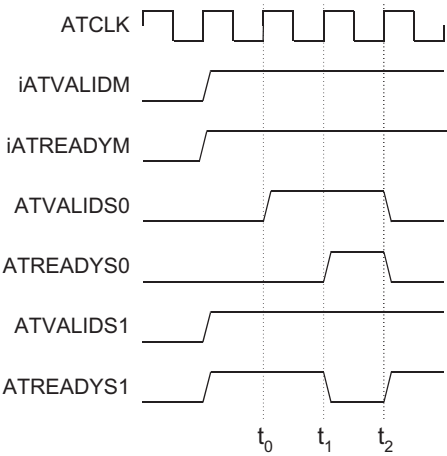 ATCLK
iATVALIDM
iATREADYM
ATVALIDS0
ATREADYS0
ATVALIDS1
ATREADYS1
t0 t1 t2